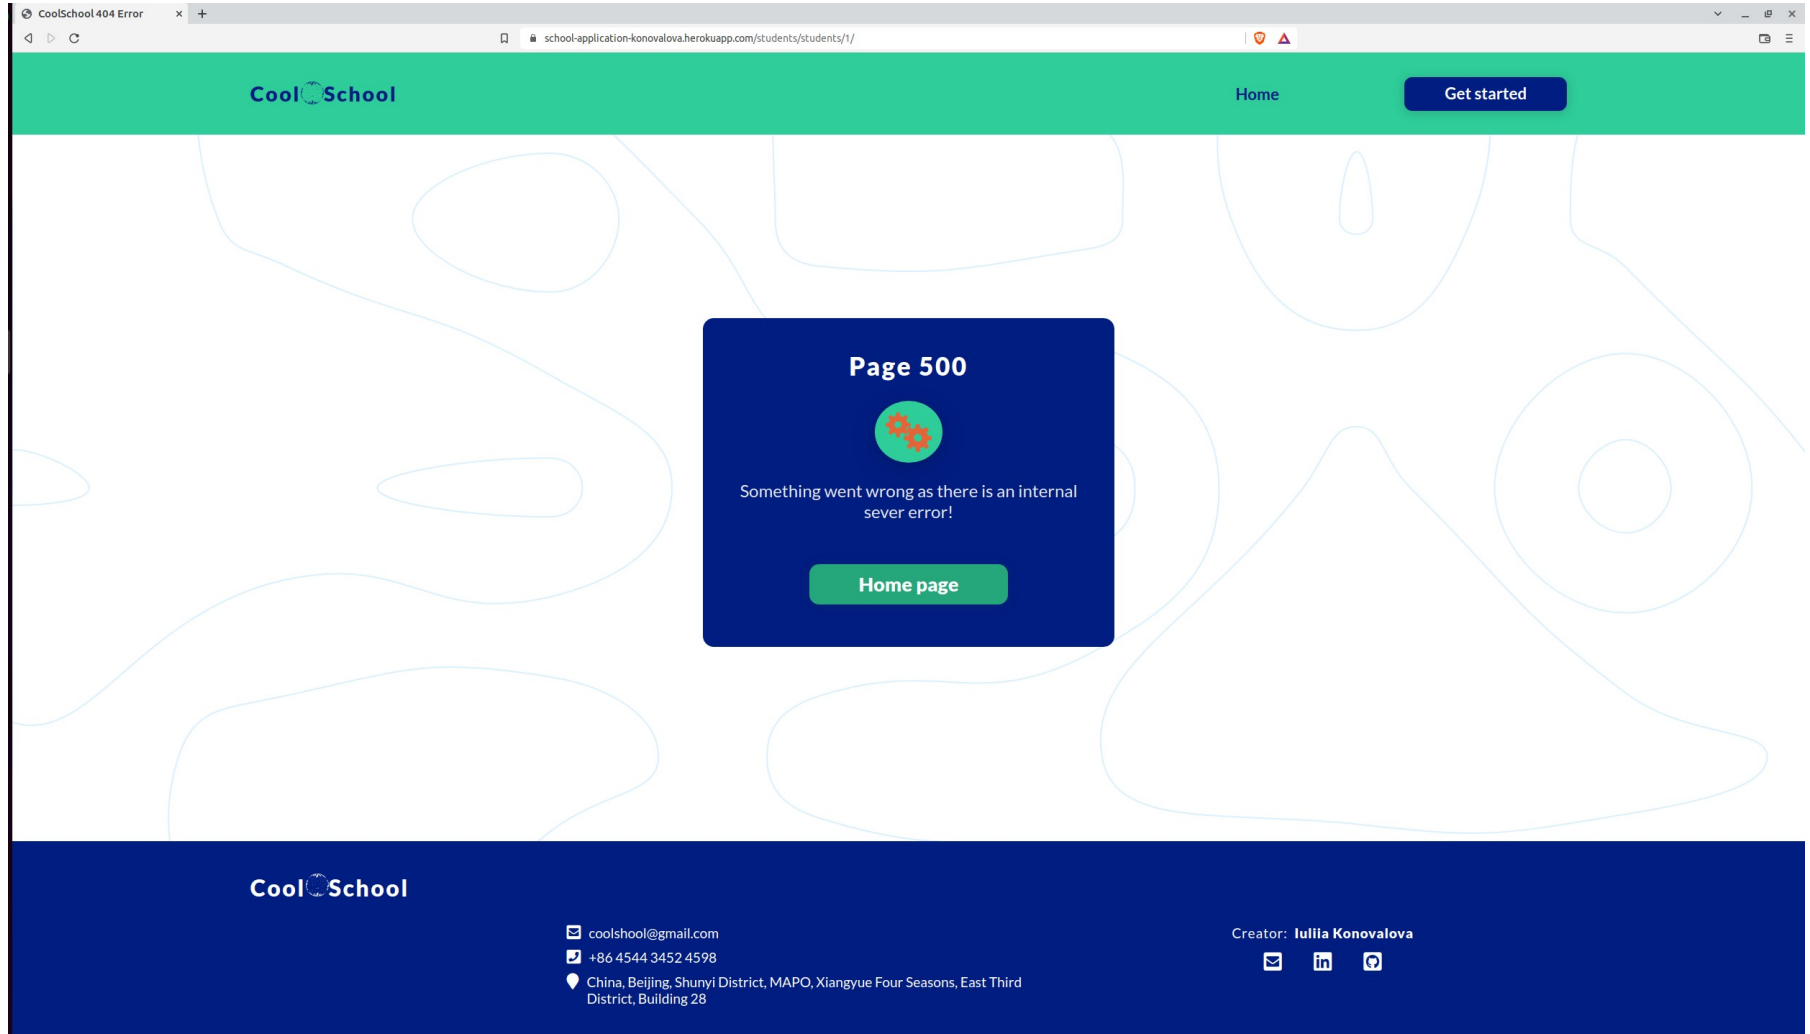 CoolSchool 404 Error
school-application-konovalova.herokuapp.com/students/students/1/
Cool School
Home
Get started
Page 500
Something went wrong as there is an internal
sever error!
Home page
Cool School
coolshool@gmail.com
+86 4544 3452 4598
China, Beijing, Shunyi District, MAPO, Xiangyue Four Seasons, East Third
District, Building 28
Creator: Iuliia Konovalova